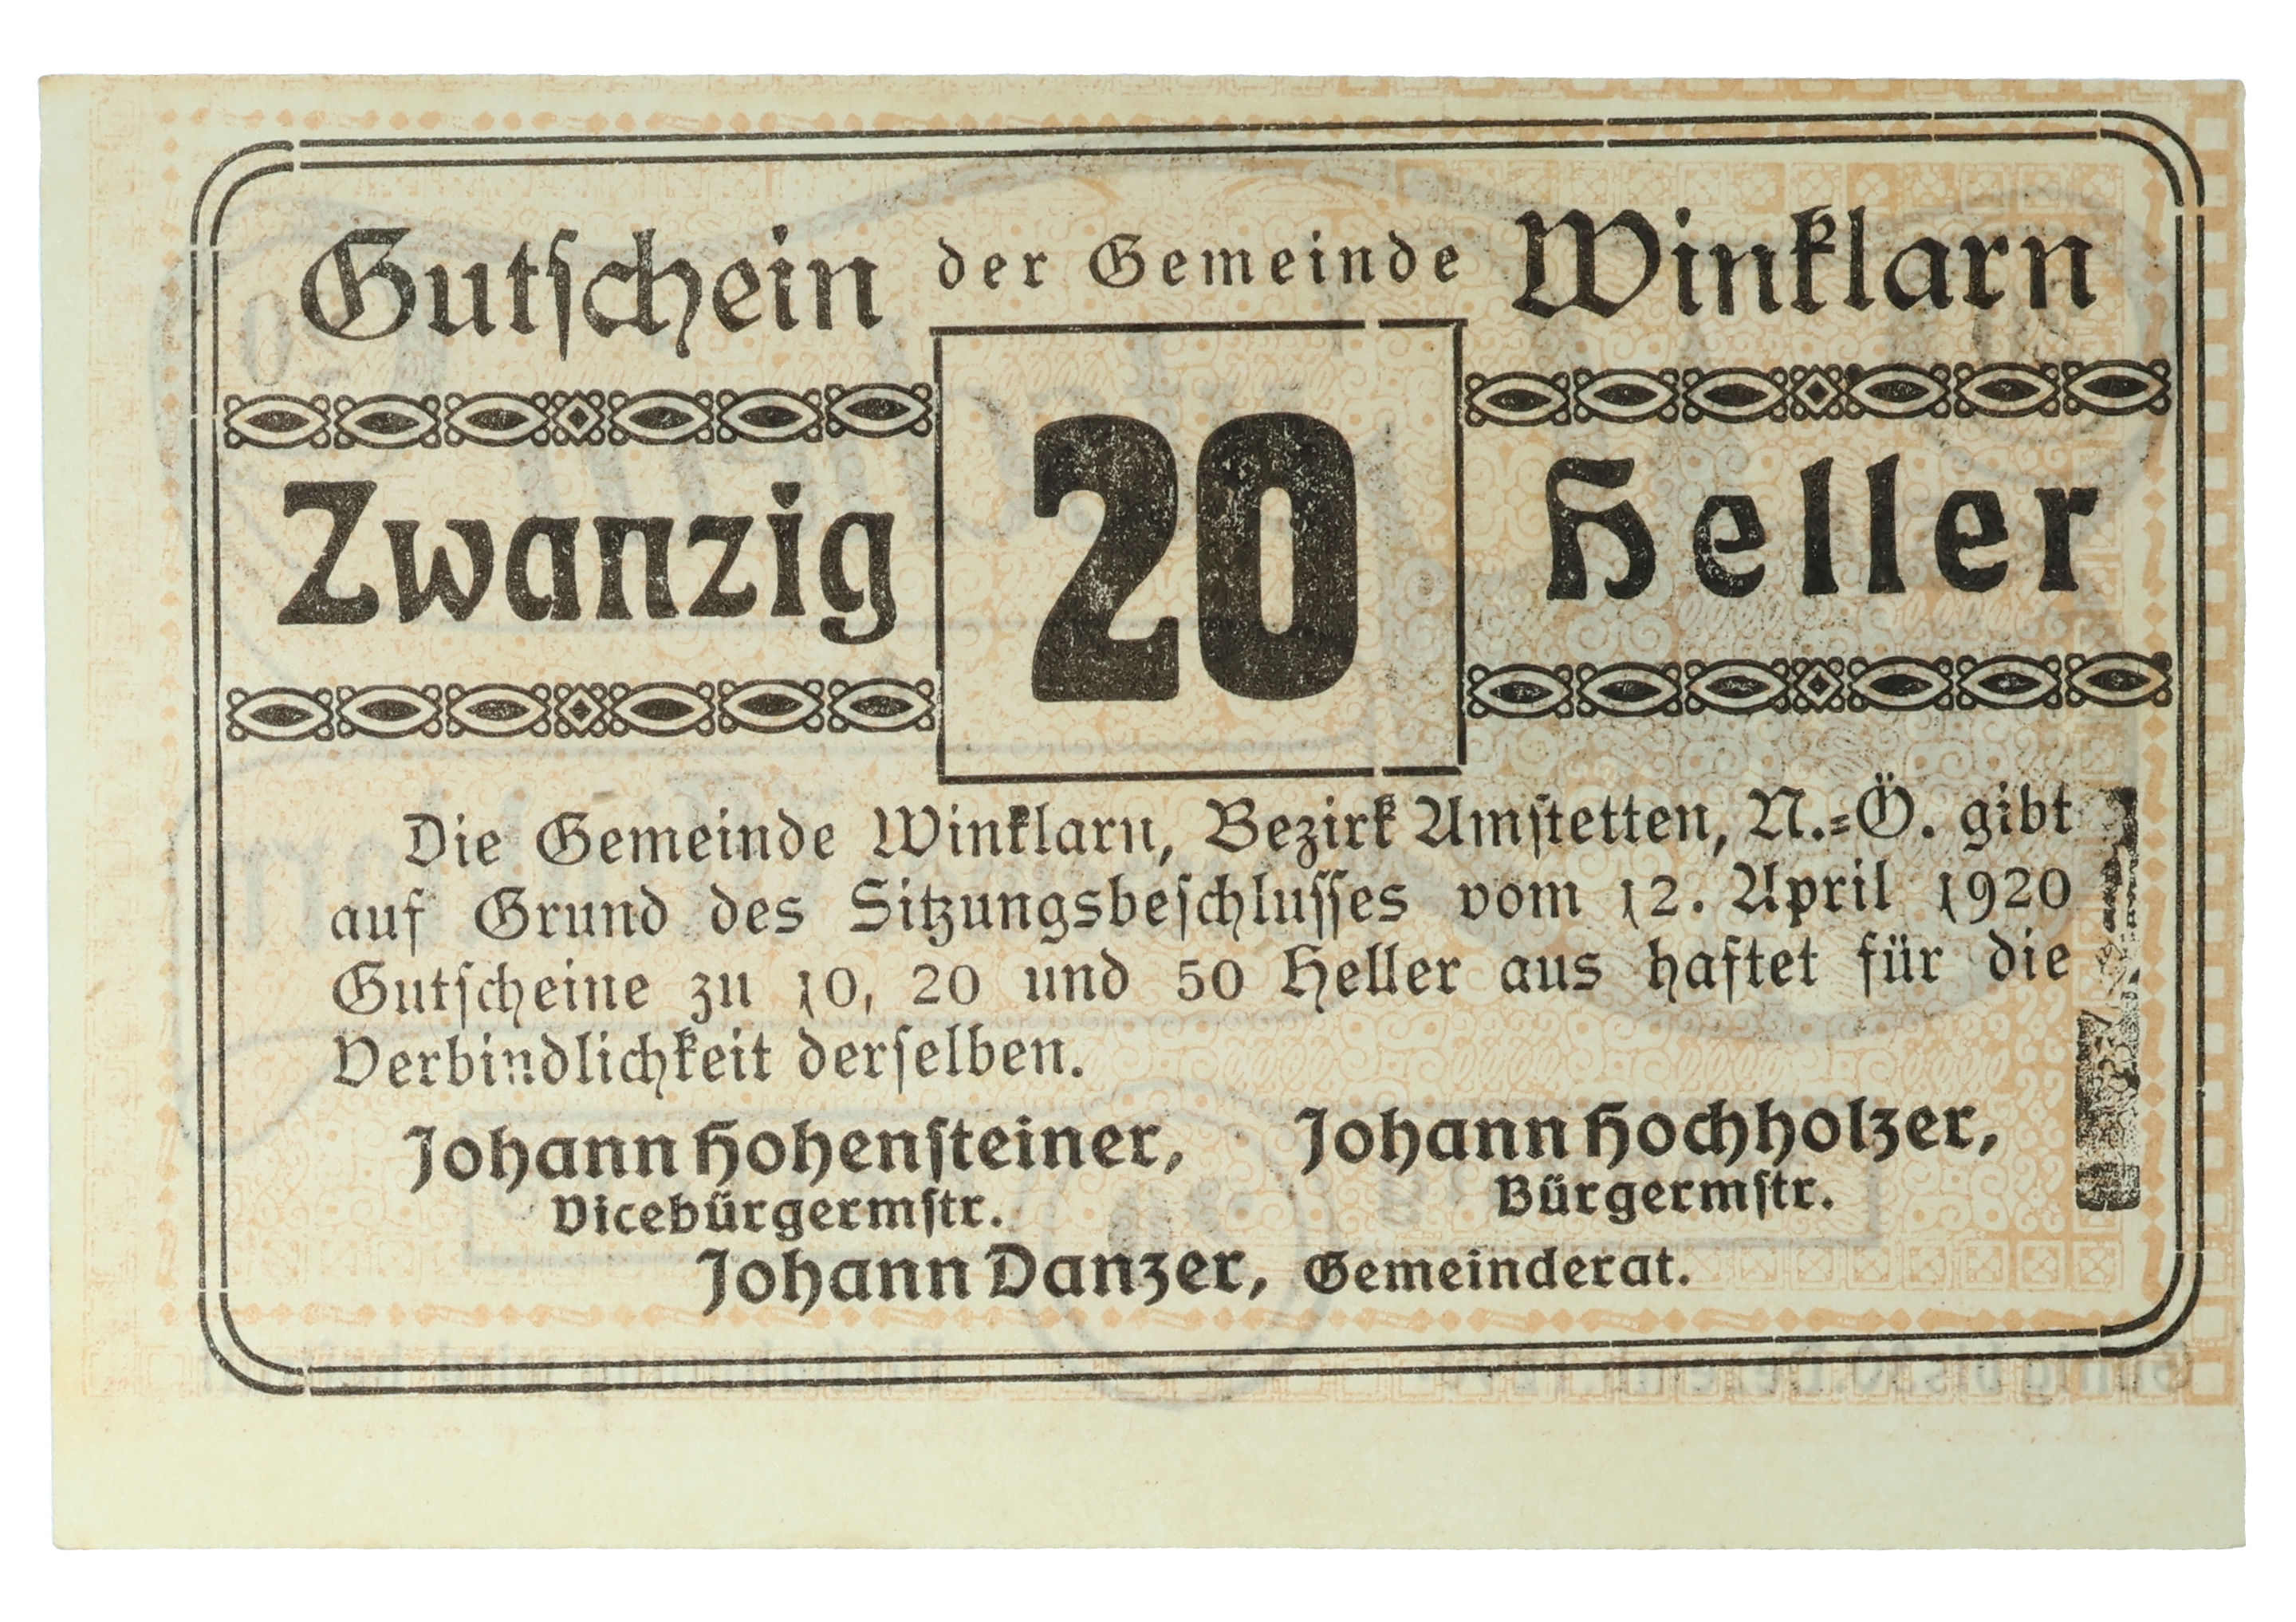 Gutschein der Gemeinde Winklarn
Zwanzig 20 Heller
Die Gemeinde Winklarn, Bezirk Amstetten, N.=Ö. gibt
auf Grund des Sitzungsbeschlusses vom 12. April 1920
Gutscheine zu 10, 20 und 50 Heller aus haftet für die
Verbindlichkeit derselben.
Johann Hohensteiner, Johann Hochholzer,
Vicebürgermstr. Bürgermstr.
Johann Danzer, Gemeinderat.